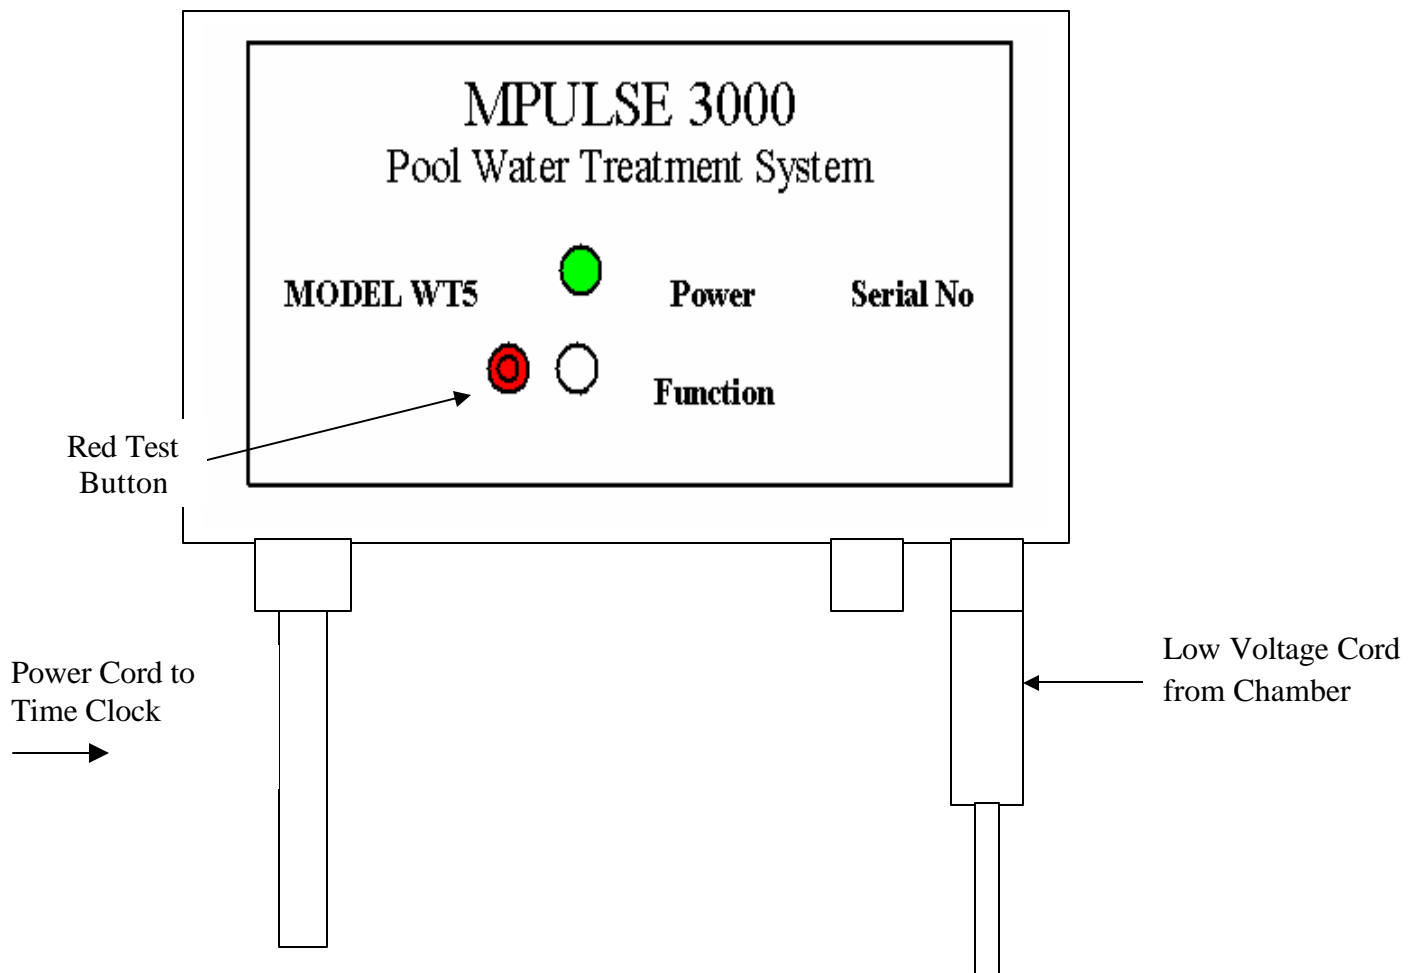 MPULSE 3000
Pool Water Treatment System
MODEL WT5
Power
Serial No
Function
Red Test
Button
Power Cord to
Time Clock
Low Voltage Cord
from Chamber